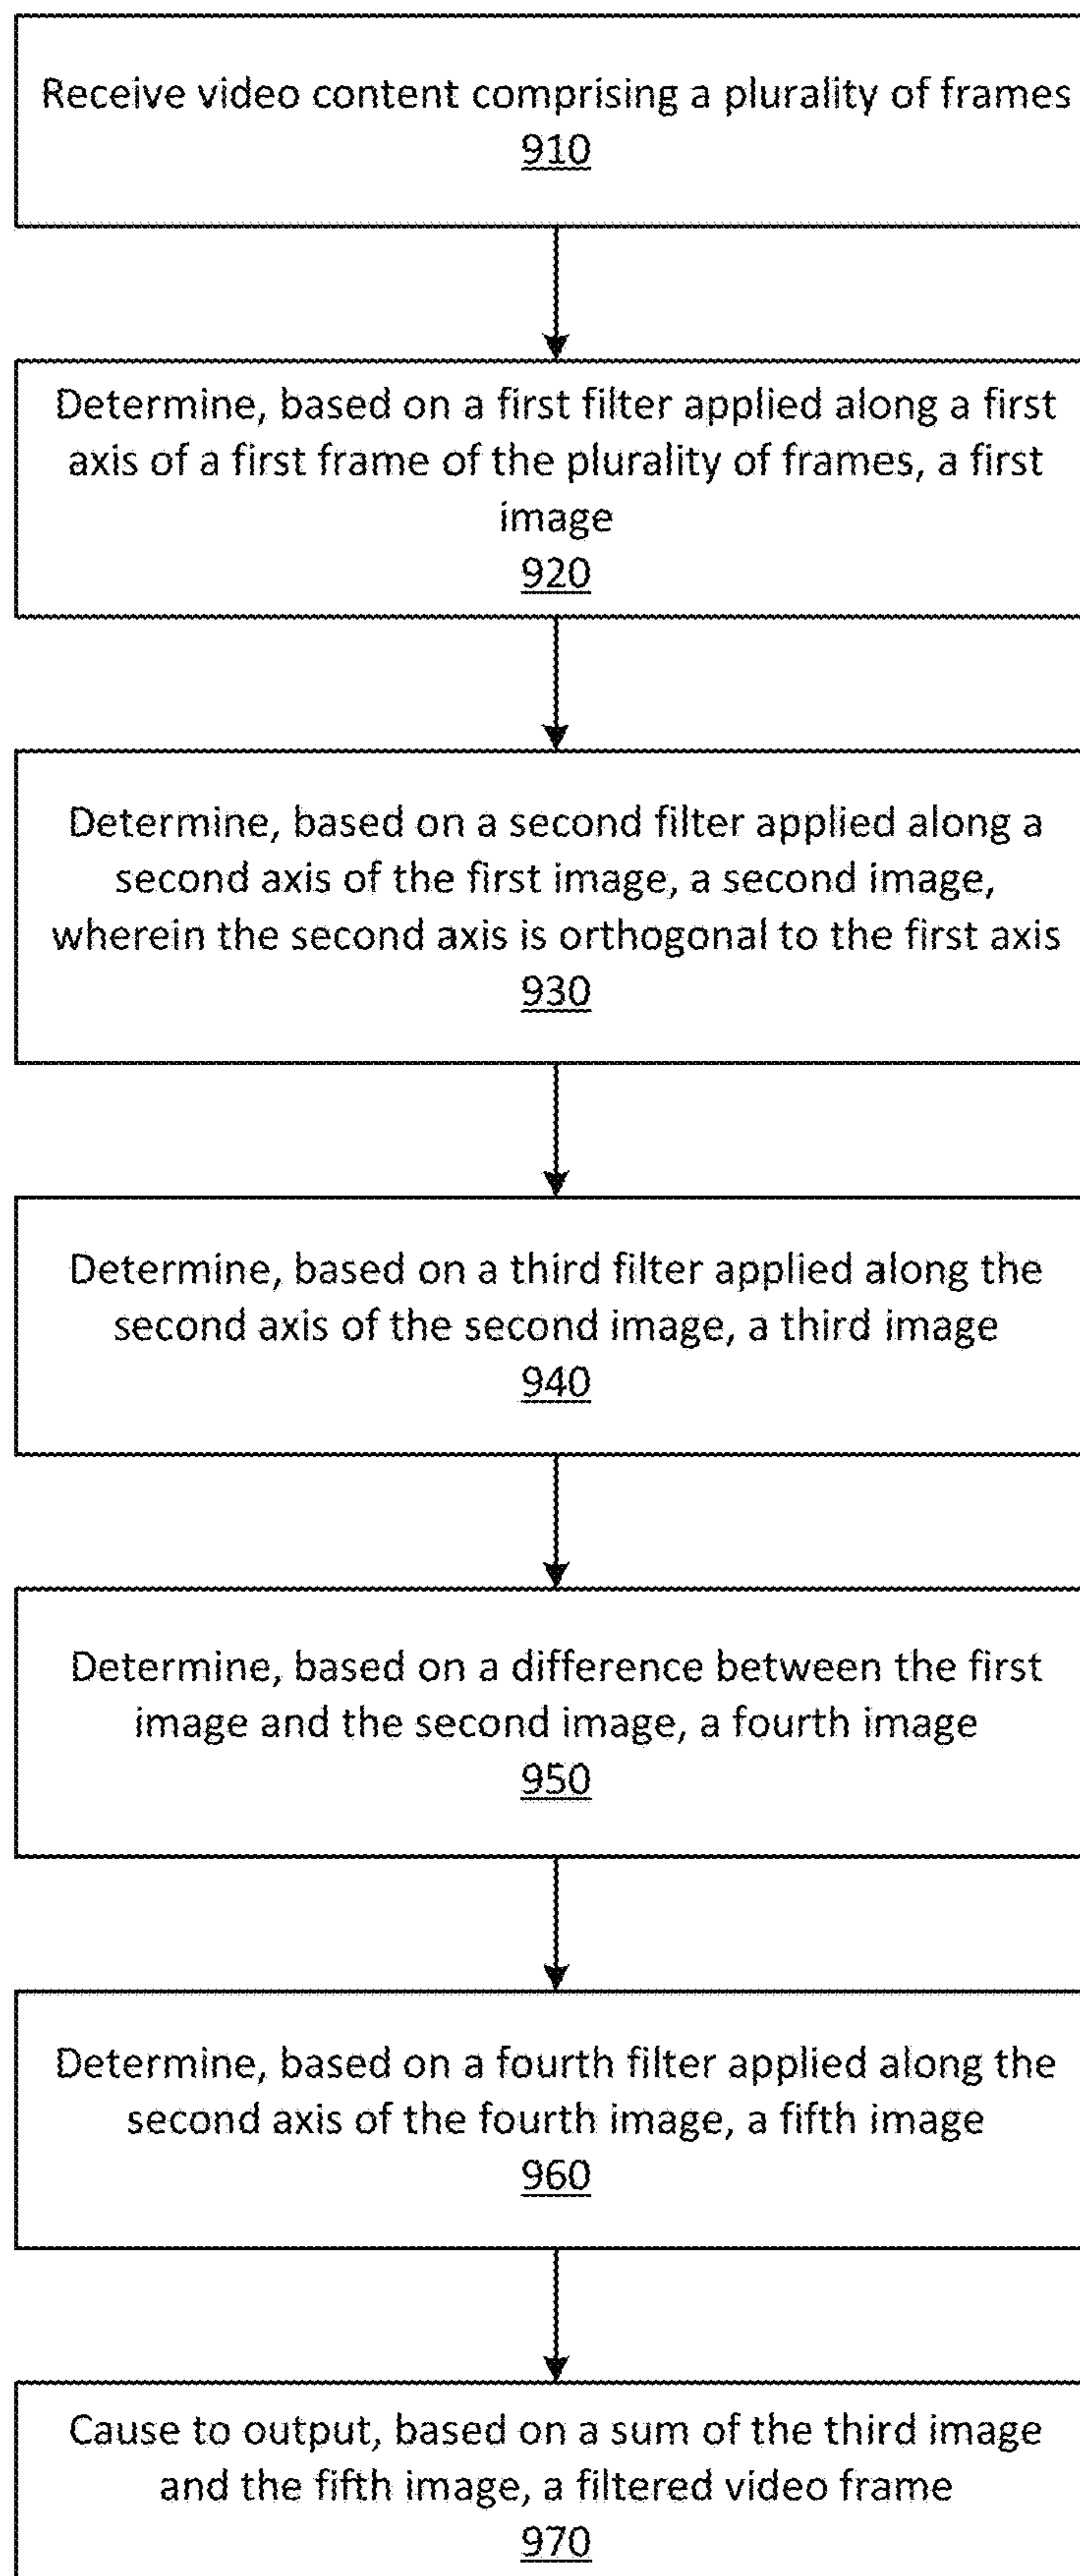 Receive video content comprising a plurality of frames
910
Determine, based on a first filter applied along a first
axis of a first frame of the plurality of frames, a first
image
920
Determine, based on a second filter applied along a
second axis of the first image, a second image,
wherein the second axis is orthogonal to the first axis
930
Determine, based on a third filter applied along the
second axis of the second image, a third image
940
Determine, based on a difference between the first
image and the second image, a fourth image
950
Determine, based on a fourth filter applied along the
second axis of the fourth image, a fifth image
960
Cause to output, based on a sum of the third image
and the fifth image, a filtered video frame
970